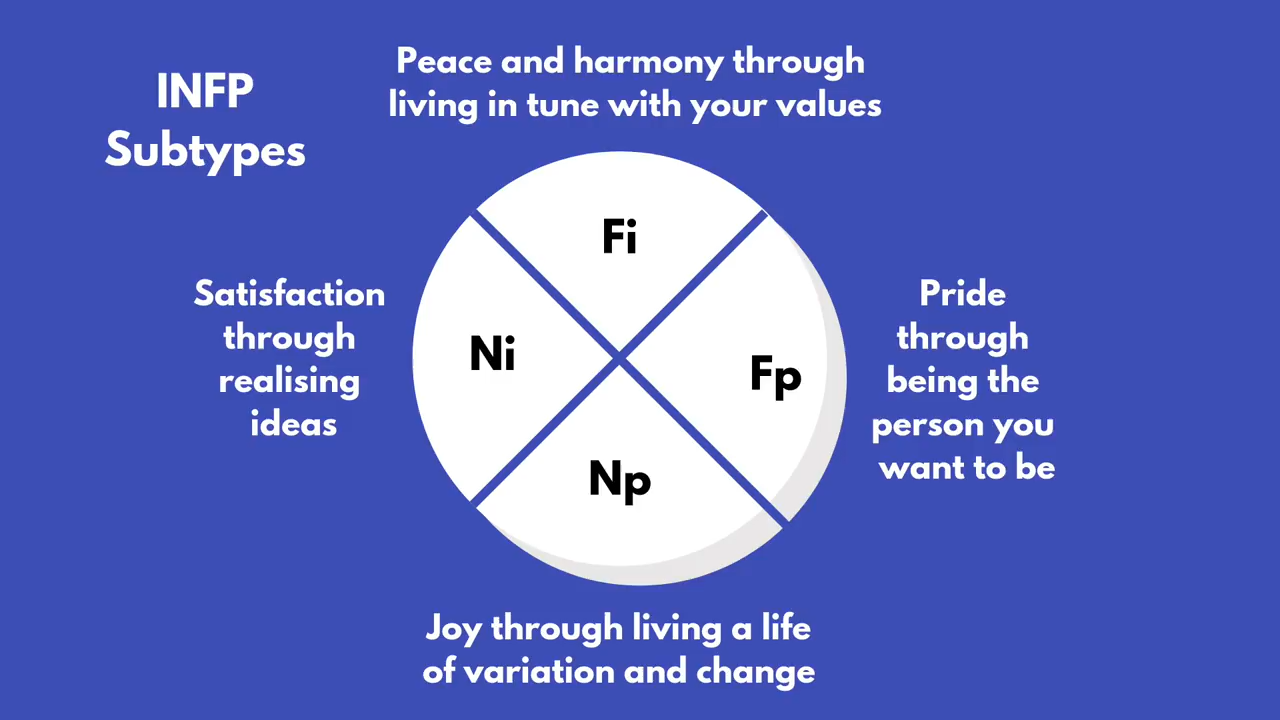 INFP
Subtypes
Peace and harmony through
living in tune with your values
Fi
Satisfaction
through
realising
ideas
Ni
Fp
Pride
through
being the
person you
want to be
Np
Joy through living a life
of variation and change